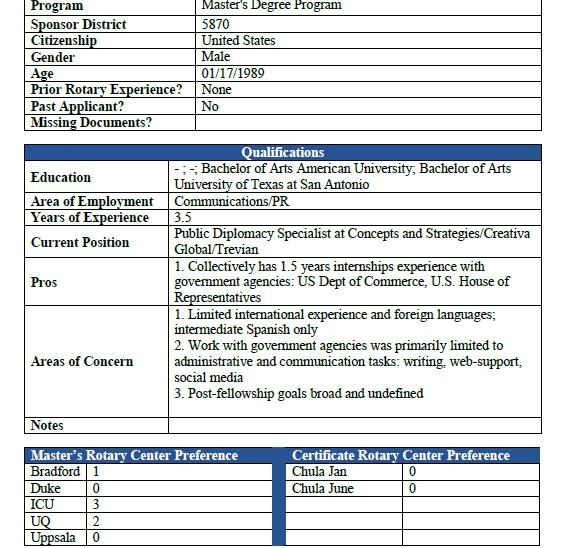 Program Master's Degree Program
Sponsor District 5870
Citizenship United States
Gender Male
Age 01/17/1989
Prior Rotary Experience? None
Past Applicant? No
Missing Documents?
Qualifications
Education - ; -; Bachelor of Arts American University; Bachelor of Arts
University of Texas at San Antonio
Area of Employment Communications/PR
Years of Experience 3.5
Current Position Public Diplomacy Specialist at Concepts and Strategies/Creativa
Global/Trevian
Pros 1. Collectively has 1.5 years internships experience with
government agencies: US Dept of Commerce, U.S. House of
Representatives
Areas of Concern 1. Limited international experience and foreign languages;
intermediate Spanish only
2. Work with government agencies was primarily limited to
administrative and communication tasks: writing, web-support,
social media
3. Post-fellowship goals broad and undefined
Notes
Master's Rotary Center Preference Certificate Rotary Center Preference
Bradford 1 Chula Jan 0
Duke 0 Chula June 0
ICU 3
UQ 2
Uppsala 0